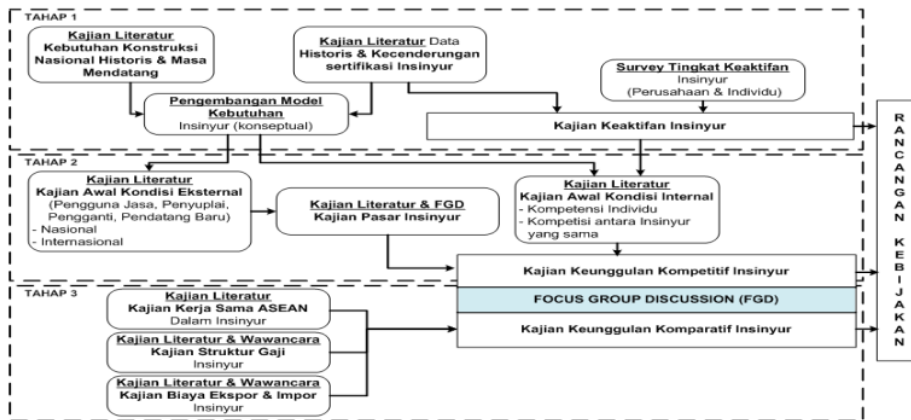 TAHAP 1
Kajian Literatur
Kebutuhan Konstruksi
Nasional Historis & Masa
Mendatang
Kajian Literatur Data
Historis & Kecenderungan
sertifikasi Insinyur
Survey Tingkat Keaktifan
Insinyur
(Perusahaan & Individu)
Pengembangan Model
Kebutuhan
Insinyur (konseptual)
Kajian Keaktifan Insinyur
TAHAP 2
Kajian Literatur
Kajian Awal Kondisi Eksternal
(Pengguna Jasa, Penyuplai,
Pengganti, Pendatang Baru)
- Nasional
- Internasional
Kajian Literatur & FGD
Kajian Pasar Insinyur
Kajian Literatur
Kajian Awal Kondisi Internal
- Kompetensi Individu
- Kompetisi antara Insinyur
yang sama
Kajian Keunggulan Kompetitif Insinyur
FOCUS GROUP DISCUSSION (FGD)
Kajian Keunggulan Komparatif Insinyur
TAHAP 3
Kajian Literatur
Kajian Kerja Sama ASEAN
Dalam Insinyur
Kajian Literatur & Wawancara
Kajian Struktur Gaji
Insinyur
Kajian Literatur & Wawancara
Kajian Biaya Ekspor & Impor
Insinyur
RANCANGAN KEBIJAKAN